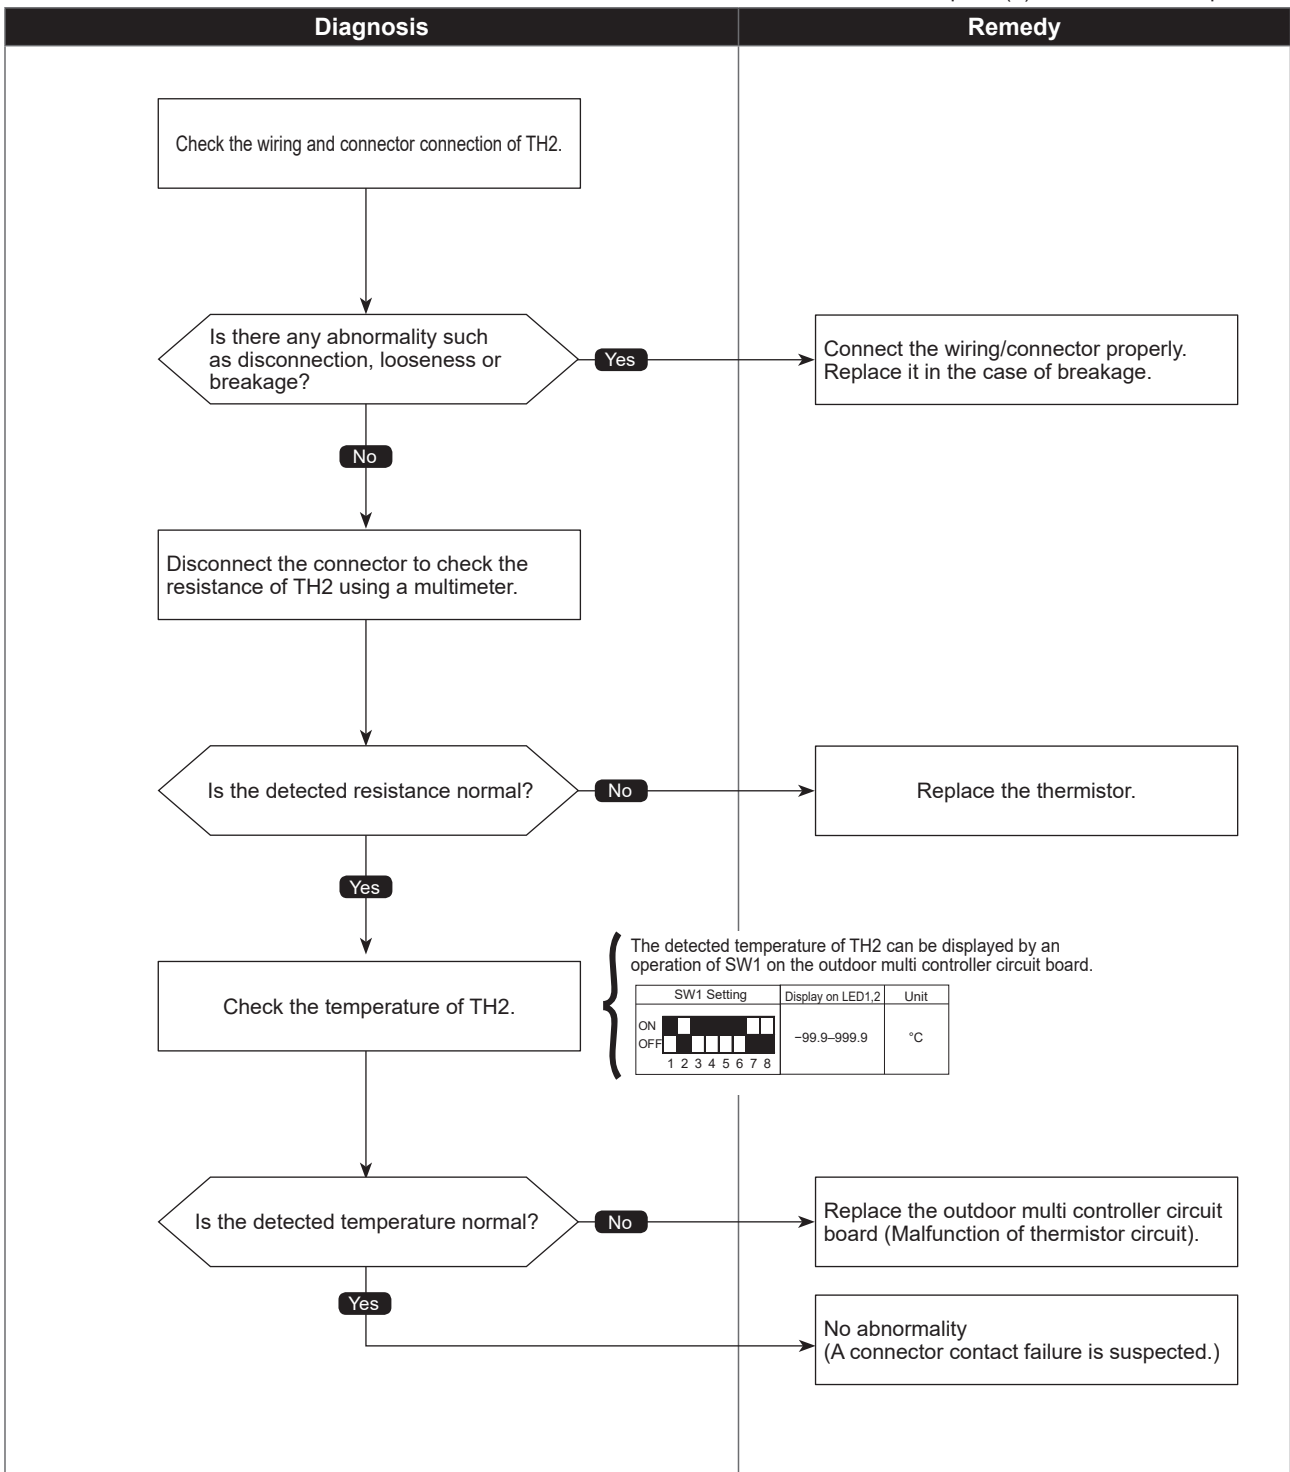 Diagnosis
Remedy
Check the wiring and connector connection of TH2.
Is there any abnormality such
as disconnection, looseness or
breakage?
Yes
Connect the wiring/connector properly.
Replace it in the case of breakage.
No
Disconnect the connector to check the
resistance of TH2 using a multimeter.
Is the detected resistance normal?
No
Replace the thermistor.
Yes
Check the temperature of TH2.
The detected temperature of TH2 can be displayed by an
operation of SW1 on the outdoor multi controller circuit board.
SW1 Setting
Display on LED1,2
Unit
ON
OFF
1 2 3 4 5 6 7 8
−99.9–999.9
°C
Is the detected temperature normal?
No
Replace the outdoor multi controller circuit
board (Malfunction of thermistor circuit).
Yes
No abnormality
(A connector contact failure is suspected.)